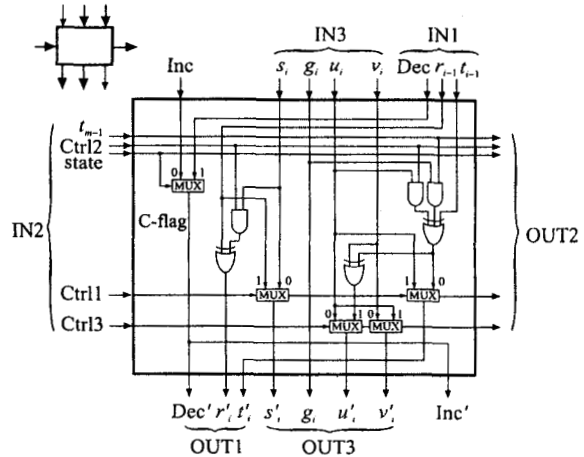 IN3 IN1
Inc s_i g_i u_i v_i Dec r_{i-1} t_{i-1}
t_{m-1}
Ctrl2
state
IN2
0 1
MUX
C-flag
OUT2
Ctrl1
1 0
MUX
1 0
MUX
Ctrl3
0 1
MUX
0 1
MUX
Dec' r'_i t'_i s'_i g_i u'_i v'_i Inc'
OUT1 OUT3